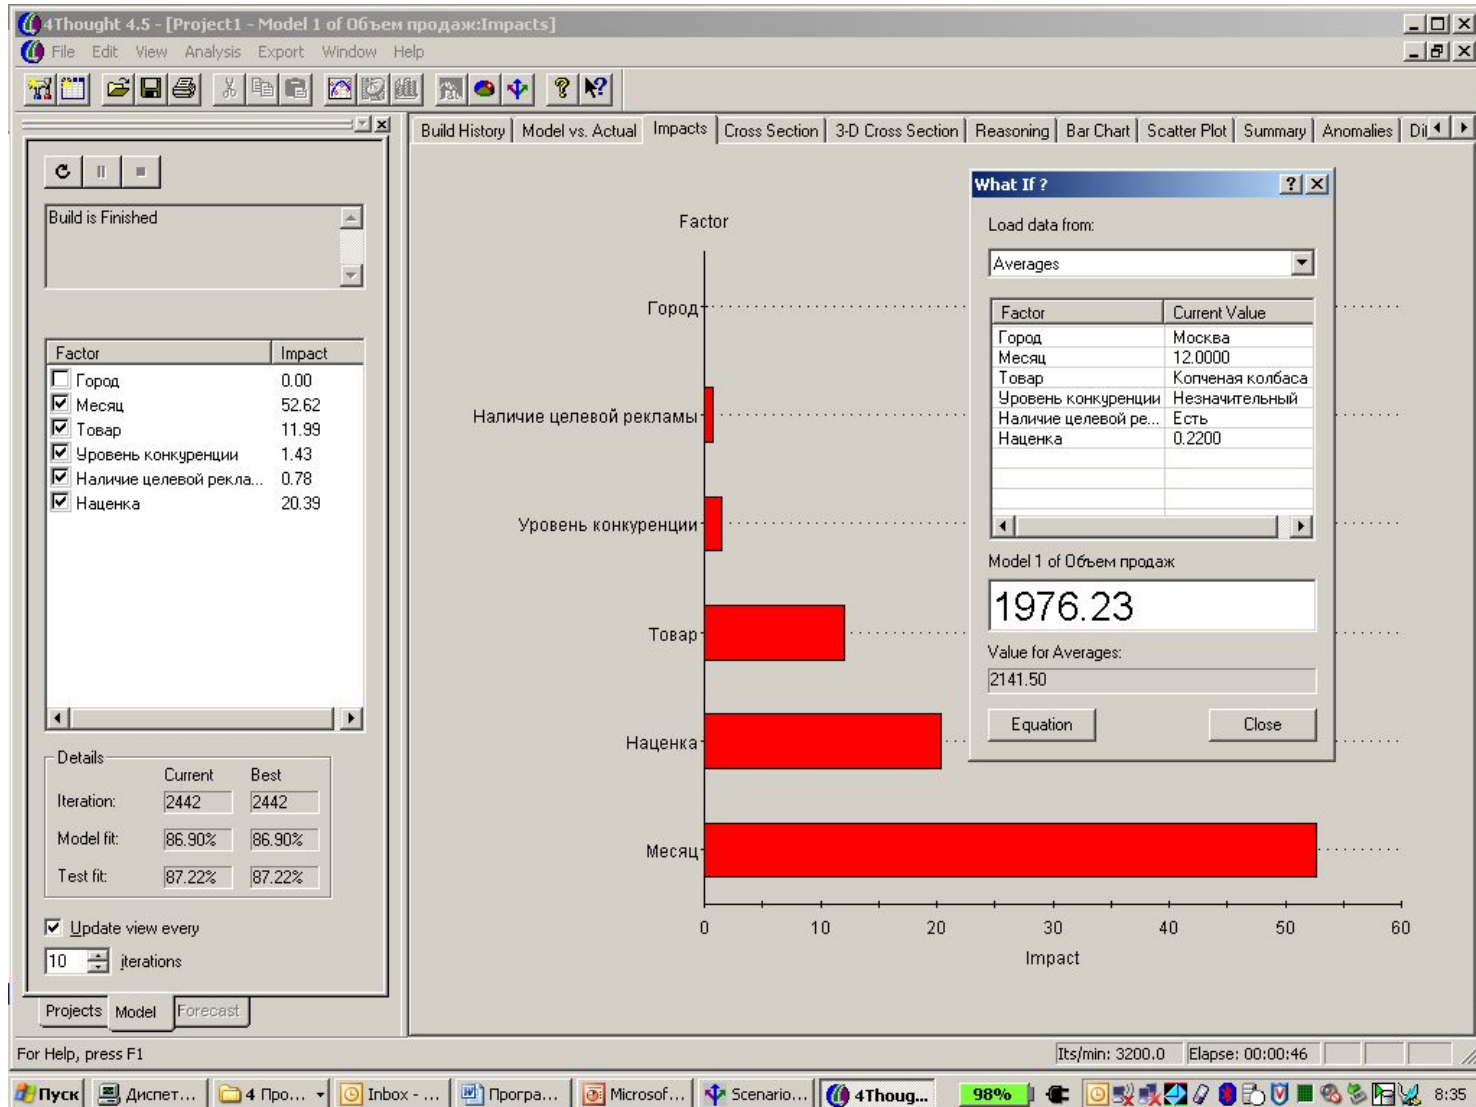 4Thought 4.5 - [Project1 - Model 1 of Объем продаж:Impacts]
File Edit View Analysis Export Window Help
Build History Model vs. Actual Impacts Cross Section 3-D Cross Section Reasoning Bar Chart Scatter Plot Summary Anomalies
Build is Finished
Factor Impact
Город 0.00
Месяц 52.62
Товар 11.99
Уровень конкуренции 1.43
Наличие целевой рекла... 0.78
Наценка 20.39
Details
Current Best
Iteration: 2442 2442
Model fit: 86.90% 86.90%
Test fit: 87.22% 87.22%
Update view every
10 iterations
Projects Model Forecast
Factor
Город
Наличие целевой рекламы
Уровень конкуренции
Товар
Наценка
Месяц
0 10 20 30 40 50 60
Impact
What If ?
Load data from:
Averages
Factor Current Value
Город Москва
Месяц 12.0000
Товар Копченая колбаса
Уровень конкуренции Незначительный
Наличие целевой ре... Есть
Наценка 0.2200
Model 1 of Объем продаж
1976.23
Value for Averages:
2141.50
Equation Close
For Help, press F1
Its/min: 3200.0 Elapse: 00:00:46
Пуск Диспет... 4 Про... Inbox - ... Програ... Microsof... Scenario... 4Thoug... 98% 8:35